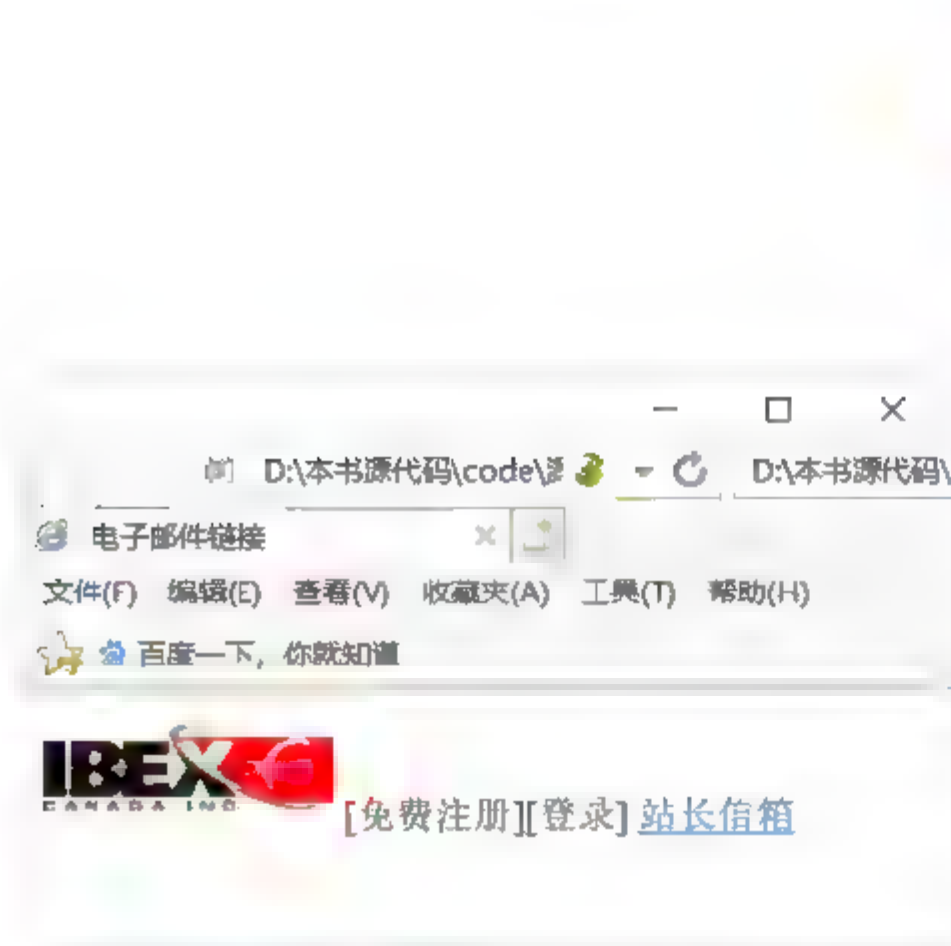 D:\本书源代码\code\源 D:\本书源代码\
电子邮件链接
文件(F) 编辑(E) 查看(V) 收藏夹(A) 工具(T) 帮助(H)
百度一下，你就知道
IBEX
[免费注册][登录] 站长信箱